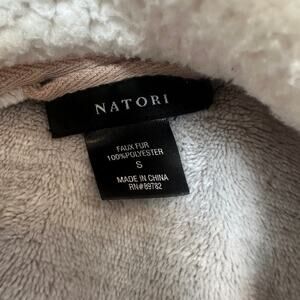 NATORI
FAUX FUR
100%POLYESTER
S
MADE IN CHINA
RN#89782